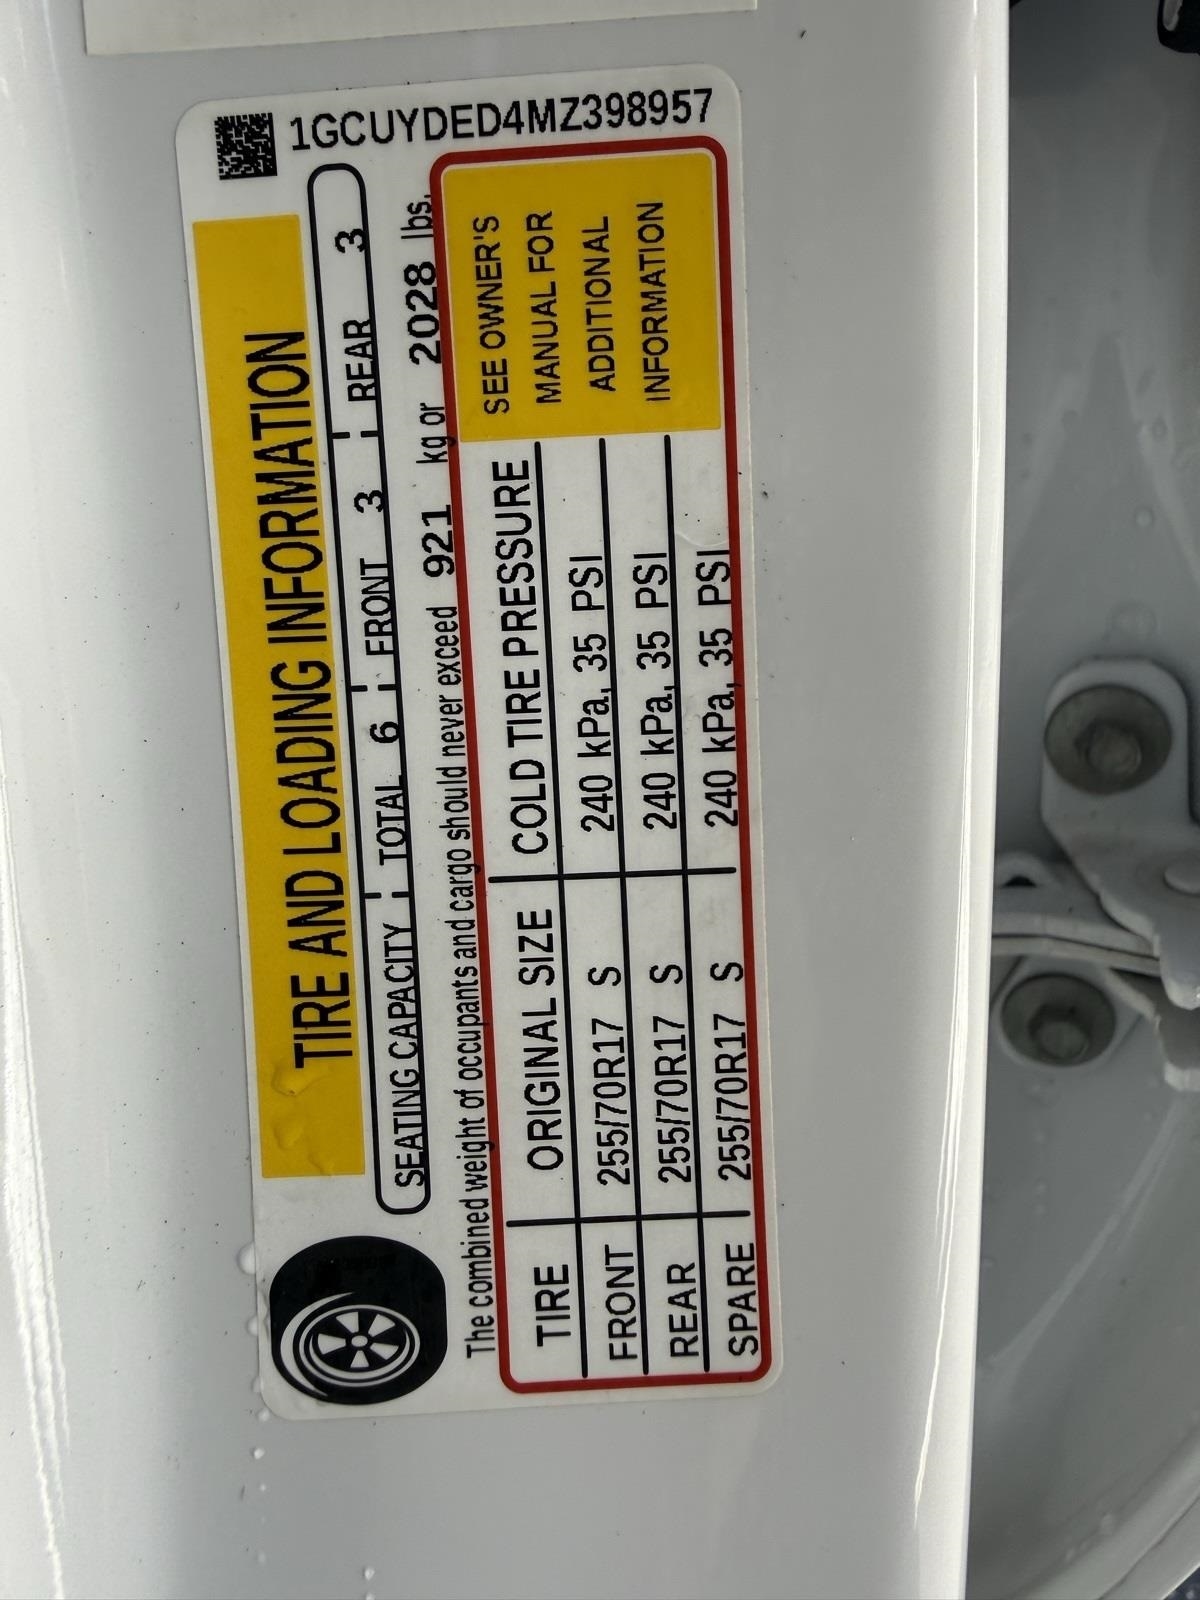 1GCUYDED4MZ398957
TIRE AND LOADING INFORMATION
SEATING CAPACITY TOTAL 6 FRONT 3 REAR 3
The combined weight of occupants and cargo should never exceed 921 kg or 2028 lbs.
TIRE ORIGINAL SIZE COLD TIRE PRESSURE
FRONT 255/70R17 S 240 kPa, 35 PSI
REAR 255/70R17 S 240 kPa, 35 PSI
SPARE 255/70R17 S 240 kPa, 35 PSI
SEE OWNER'S
MANUAL FOR
ADDITIONAL
INFORMATION